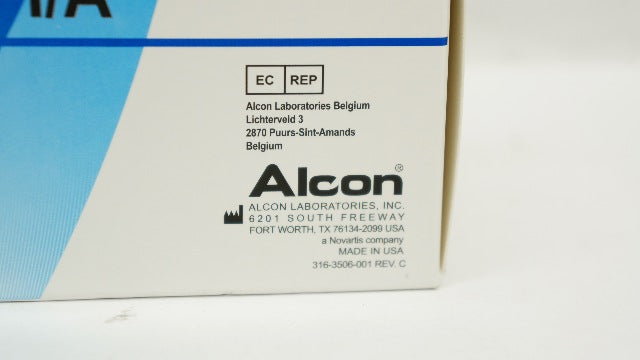 EC REP
Alcon Laboratories Belgium
Lichterveld 3
2870 Puurs-Sint-Amands
Belgium
Alcon®
ALCON LABORATORIES, INC.
6201 SOUTH FREEWAY
FORT WORTH, TX 76134-2099 USA
a Novartis company
MADE IN USA
316-3506-001 REV. C